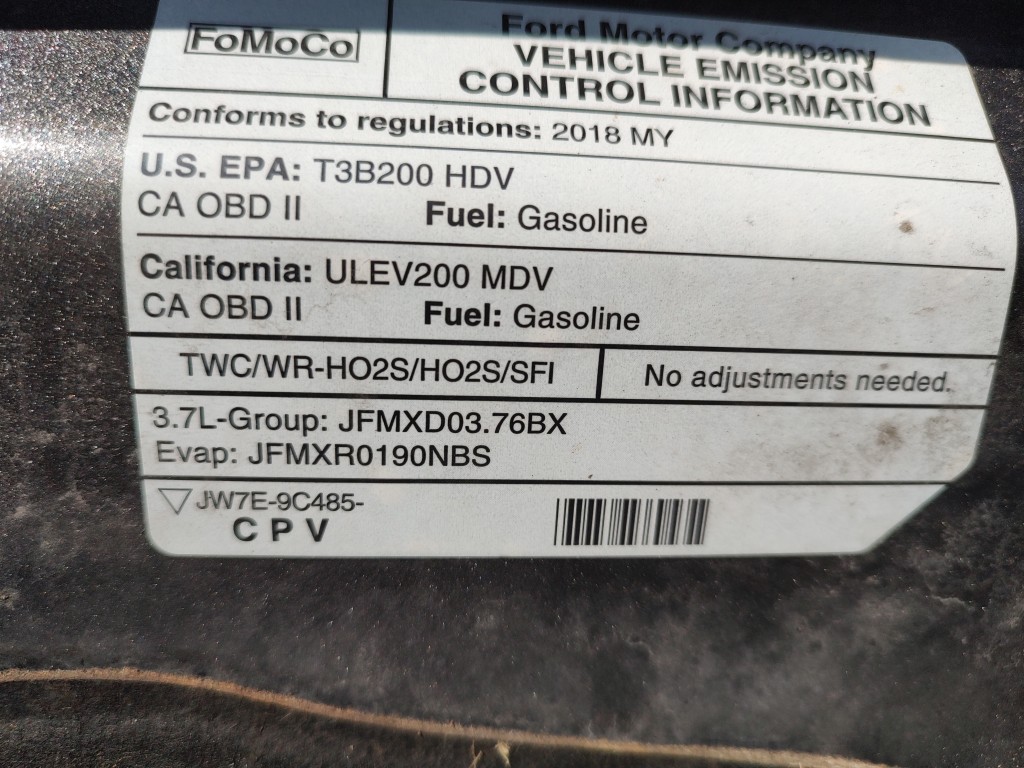 FoMoCo
Ford Motor Company
VEHICLE EMISSION
CONTROL INFORMATION
Conforms to regulations: 2018 MY
U.S. EPA: T3B200 HDV
CA OBD II Fuel: Gasoline
California: ULEV200 MDV
CA OBD II Fuel: Gasoline
TWC/WR-HO2S/HO2S/SFI
No adjustments needed.
3.7L-Group: JFMXD03.76BX
Evap: JFMXR0190NBS
▽JW7E-9C485-
C P V